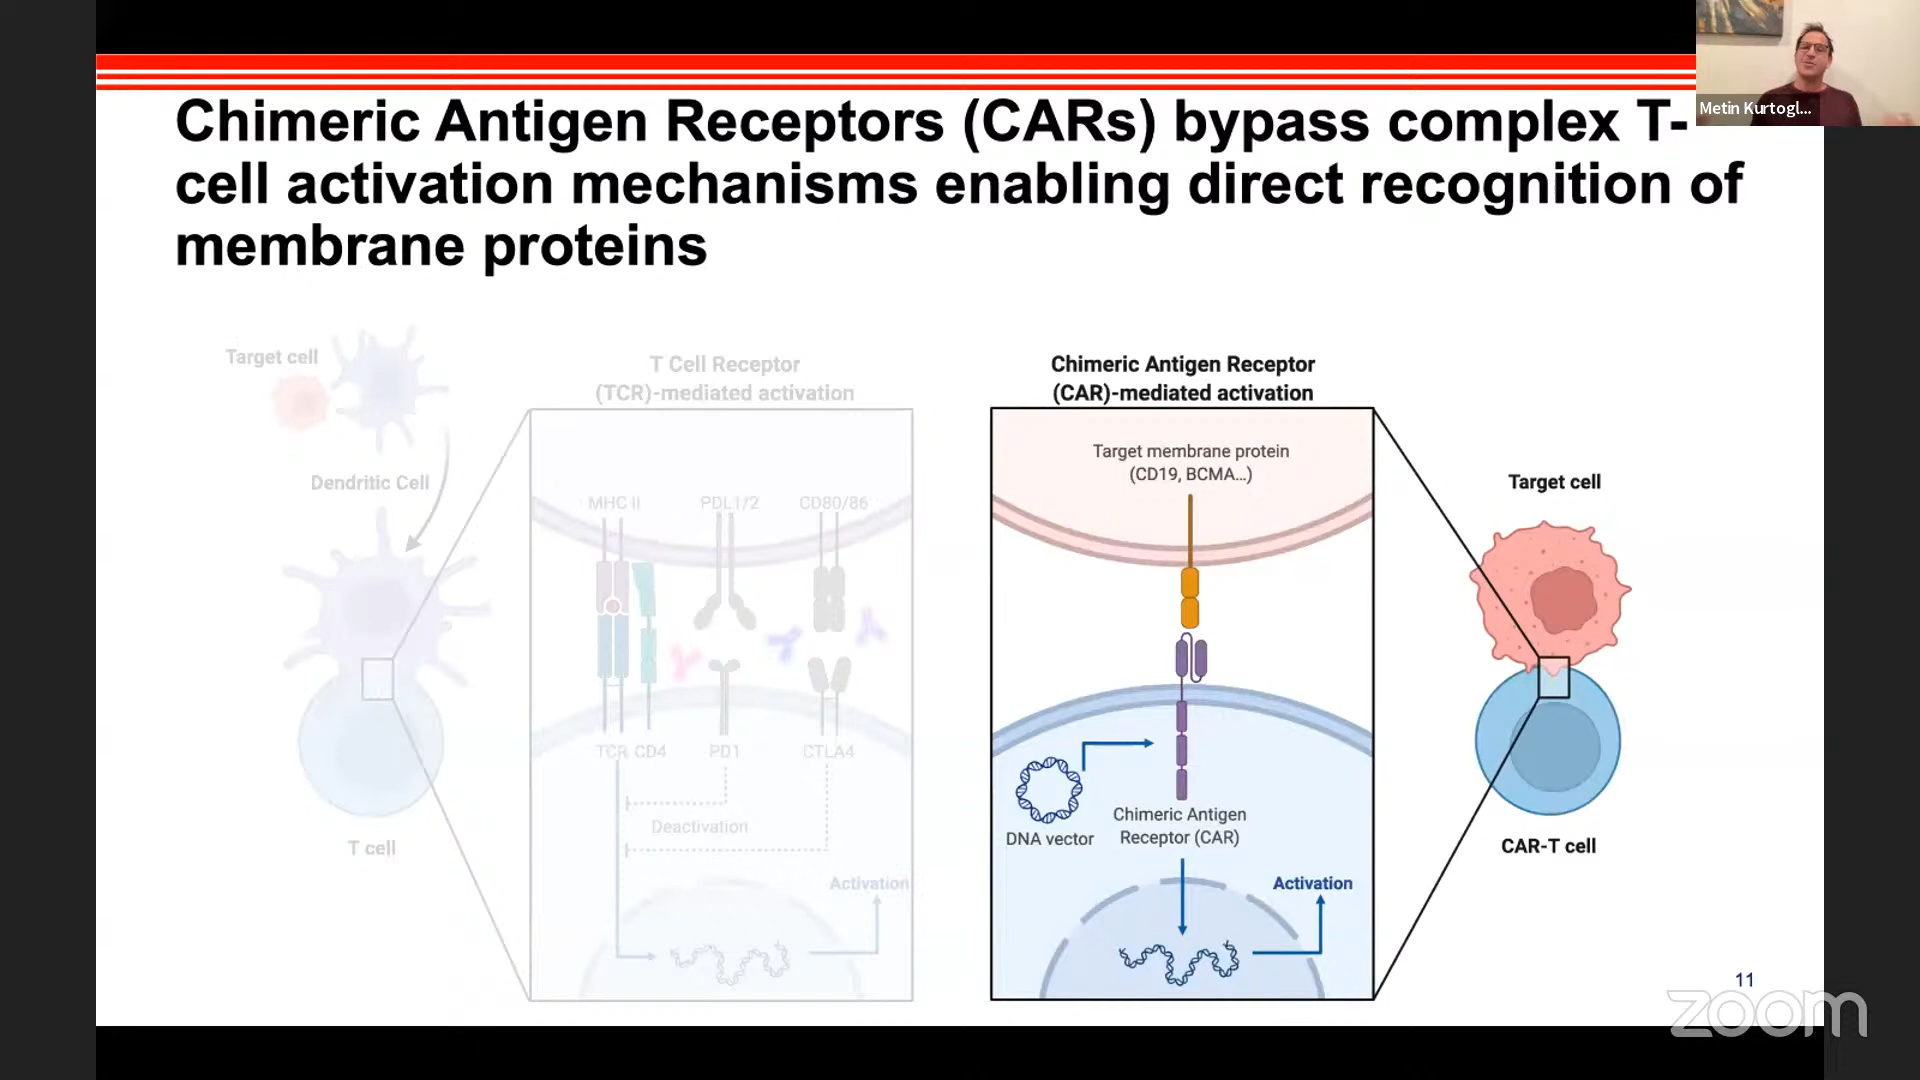 Metin Kurtogl...
Chimeric Antigen Receptors (CARs) bypass complex T-
cell activation mechanisms enabling direct recognition of
membrane proteins
Target cell
Dendritic Cell
T cell
T Cell Receptor
(TCR)-mediated activation
MHC II
PDL1/2
CD80/86
TCR CD4
PD1
CTLA4
Deactivation
Activation
Chimeric Antigen Receptor
(CAR)-mediated activation
Target membrane protein
(CD19, BCMA...)
DNA vector
Chimeric Antigen
Receptor (CAR)
Activation
Target cell
CAR-T cell
11
zoom